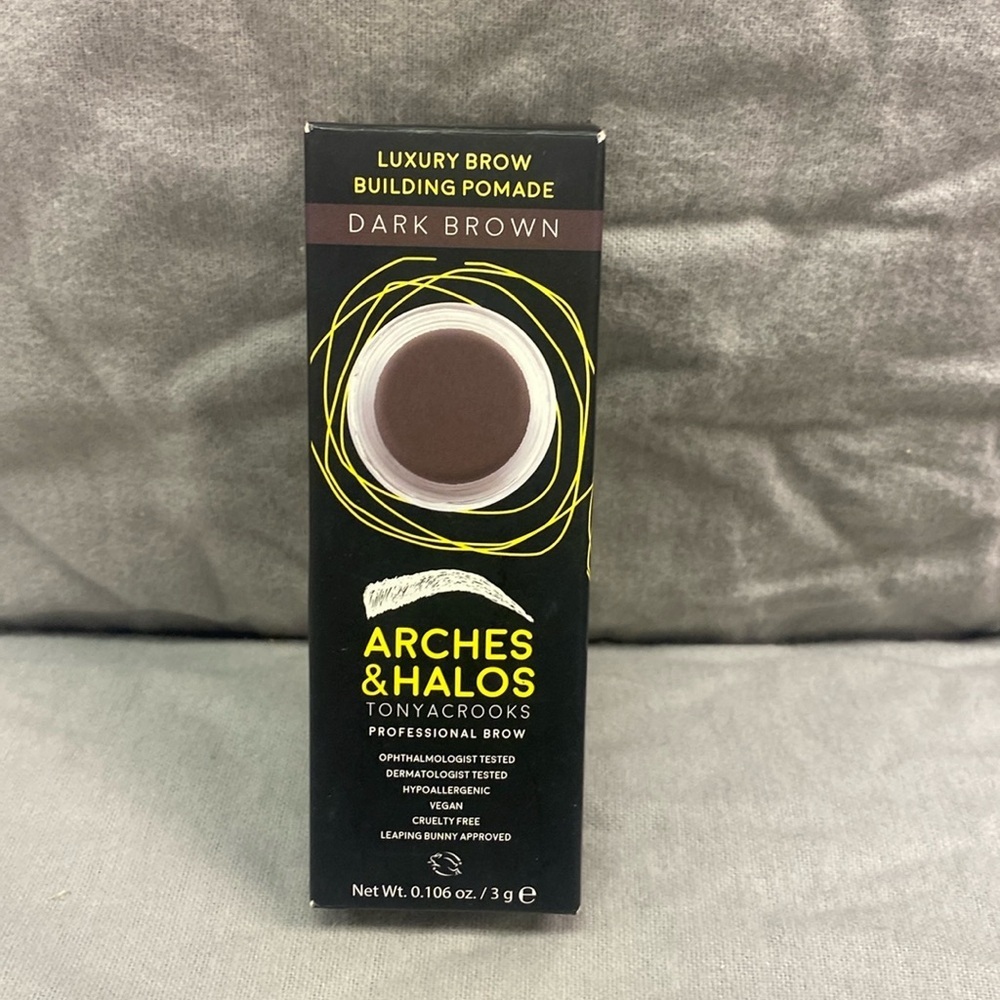 LUXURY BROW
BUILDING POMADE
DARK BROWN
ARCHES
&HALOS
TONYACROOKS
PROFESSIONAL BROW
OPHTHALMOLOGIST TESTED
DERMATOLOGIST TESTED
HYPOALLERGENIC
VEGAN
CRUELTY FREE
LEAPING BUNNY APPROVED
Net Wt. 0.106 oz. / 3 g ℮